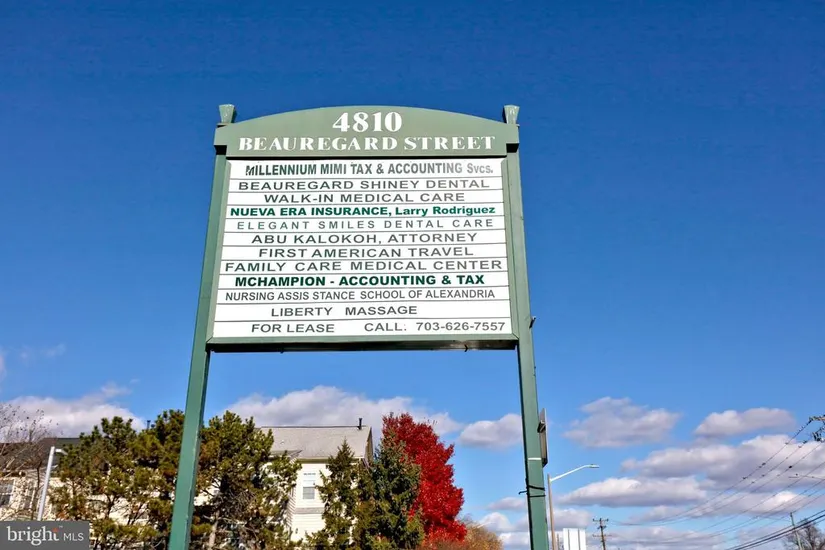 4810
BEAUREGARD STREET
MILLENNIUM MIMI TAX & ACCOUNTING Svcs.
BEAUREGARD SHINEY DENTAL
WALK-IN MEDICAL CARE
NUEVA ERA INSURANCE, Larry Rodriguez
ELEGANT SMILES DENTAL CARE
ABU KALOKOH, ATTORNEY
FIRST AMERICAN TRAVEL
FAMILY CARE MEDICAL CENTER
MCHAMPION - ACCOUNTING & TAX
NURSING ASSIS STANCE SCHOOL OF ALEXANDRIA
LIBERTY MASSAGE
FOR LEASE CALL. 703-626-7557
bright MLS